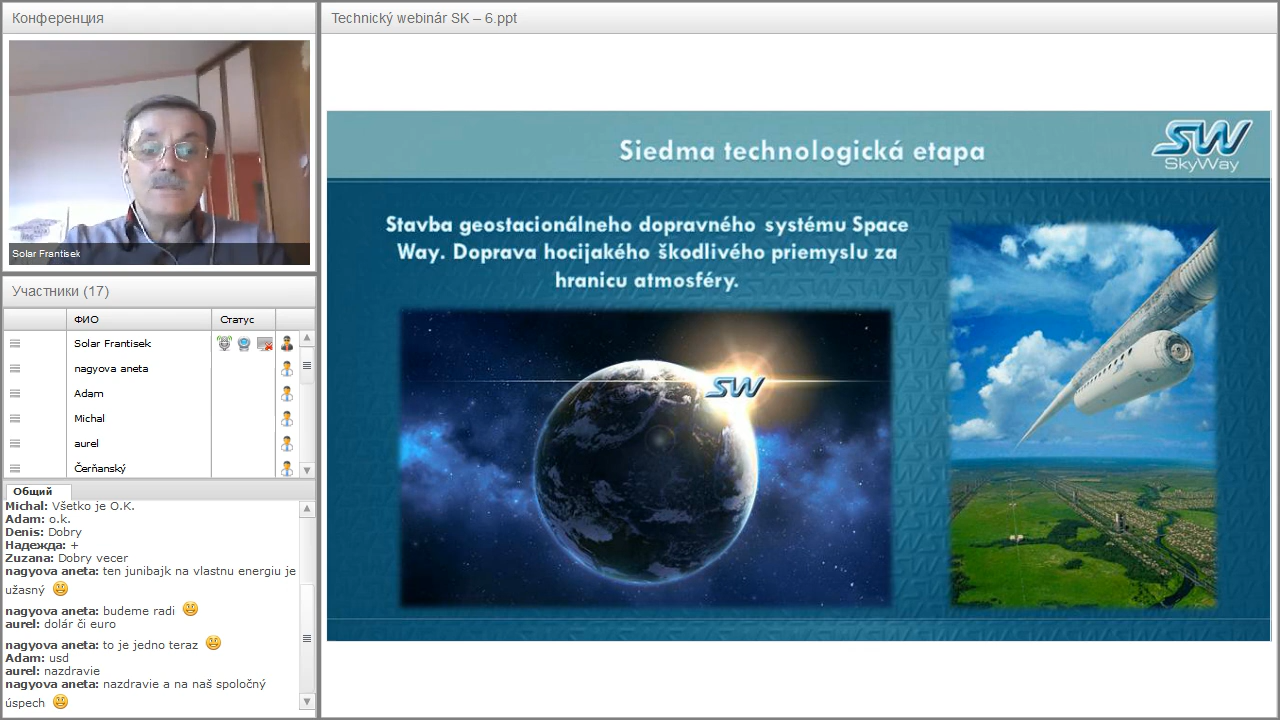 Конференция
Solar Frantisek
Участники (17)
ФИО
Статус
Solar Frantisek
nagyova aneta
Adam
Michal
aurel
Čerňanský
Общий
Michal: Všetko je O.K.
Adam: o.k.
Denis: Dobry
Надежда: +
Zuzana: Dobry vecer
nagyova aneta: ten junibajk na vlastnu energiu je
užasný
nagyova aneta: budeme radi
aurel: dolár či euro
nagyova aneta: to je jedno teraz
Adam: usd
aurel: nazdravie
nagyova aneta: nazdravie a na naš spoločný
úspech
Technický webinár SK – 6.ppt
Siedma technologická etapa
SW
SkyWay
Stavba geostacionálneho dopravného systému Space
Way. Doprava hocijakého škodlivého priemyslu za
hranicu atmosféry.
SW